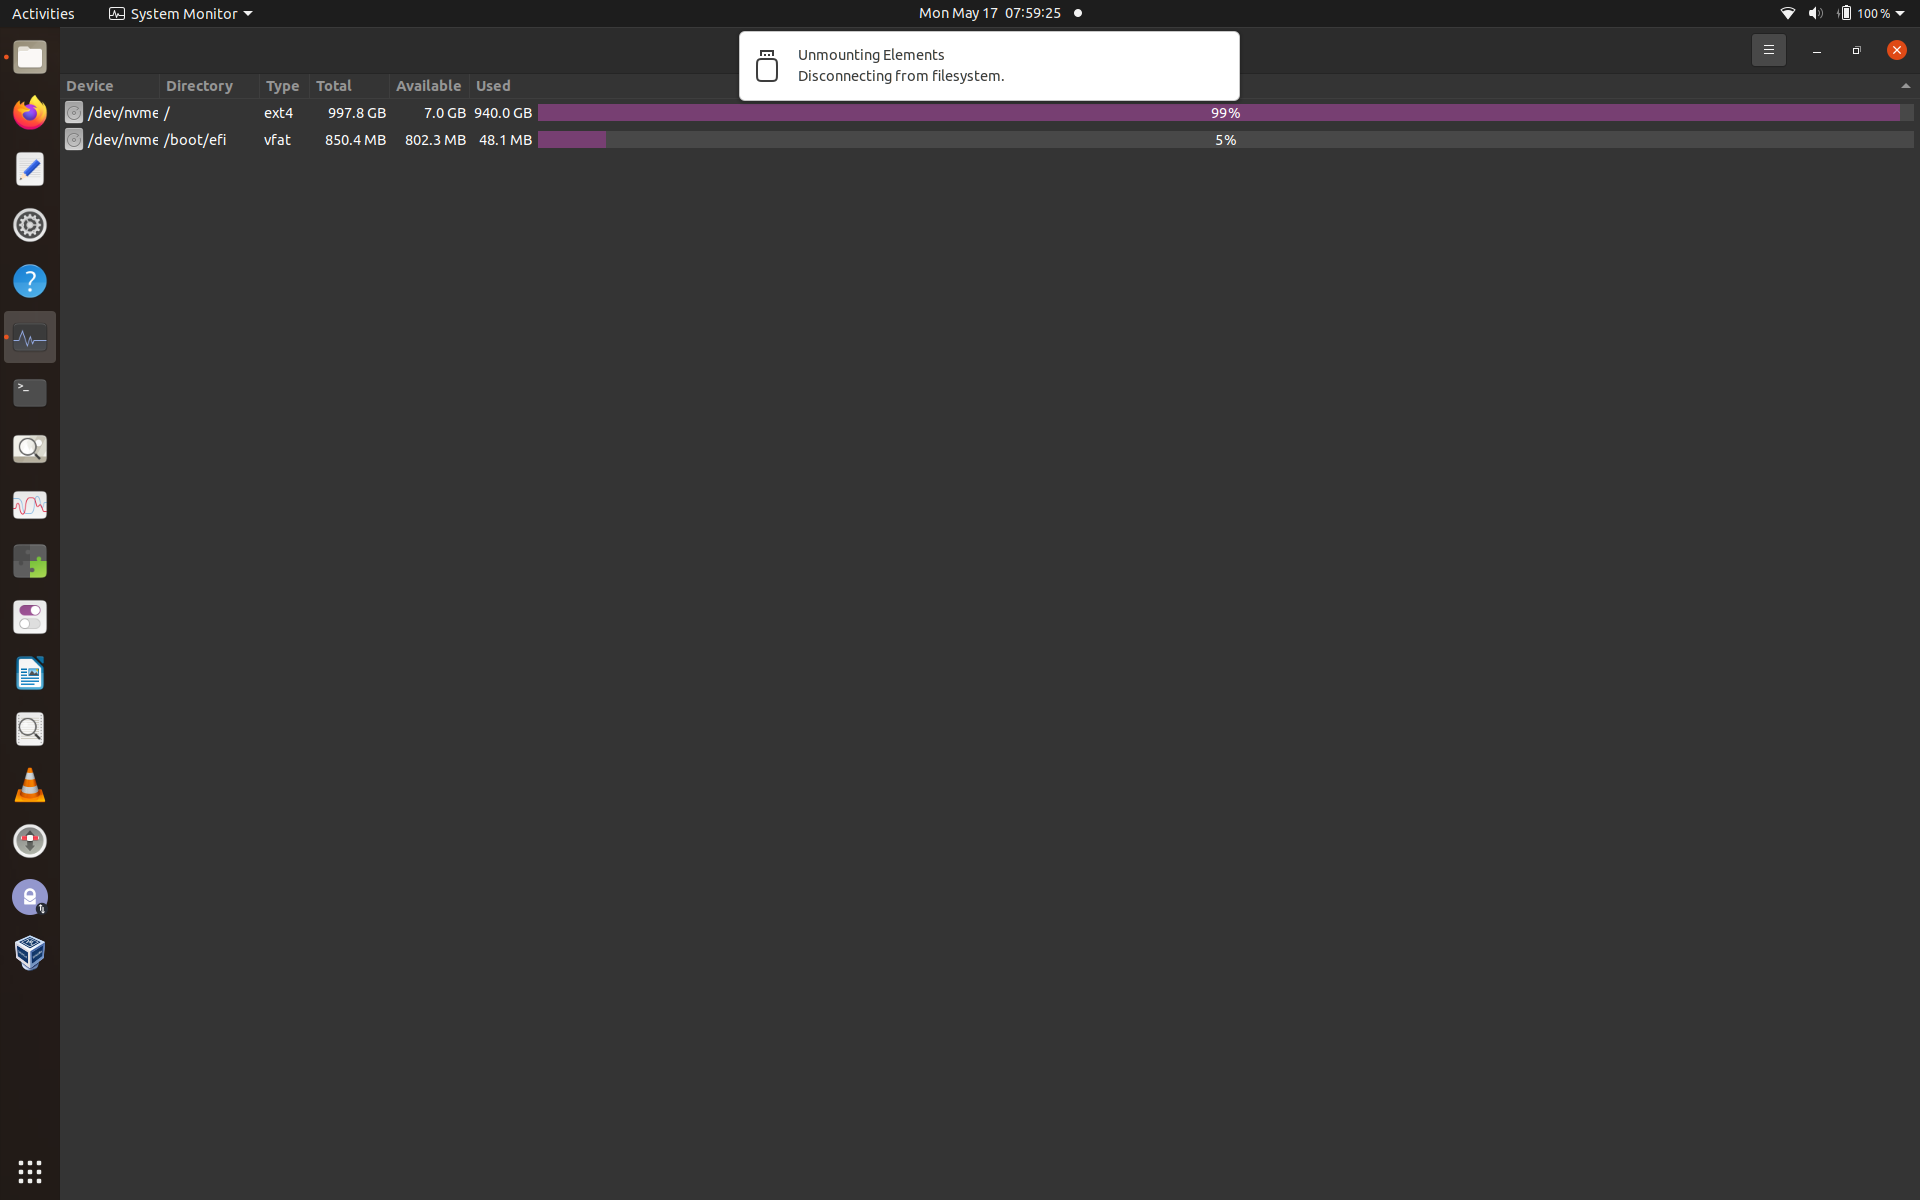 Activities System Monitor Mon May 17 07:59:25 100 %
Unmounting Elements
Disconnecting from filesystem.
Device Directory Type Total Available Used
/dev/nvme / ext4 997.8 GB 7.0 GB 940.0 GB 99%
/dev/nvme /boot/efi vfat 850.4 MB 802.3 MB 48.1 MB 5%